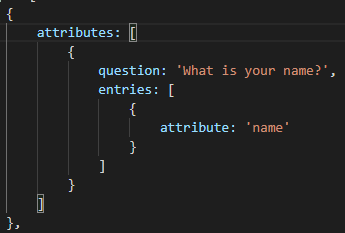 {
attributes: [
{
question: 'What is your name?',
entries: [
{
attribute: 'name'
}
]
}
]
},